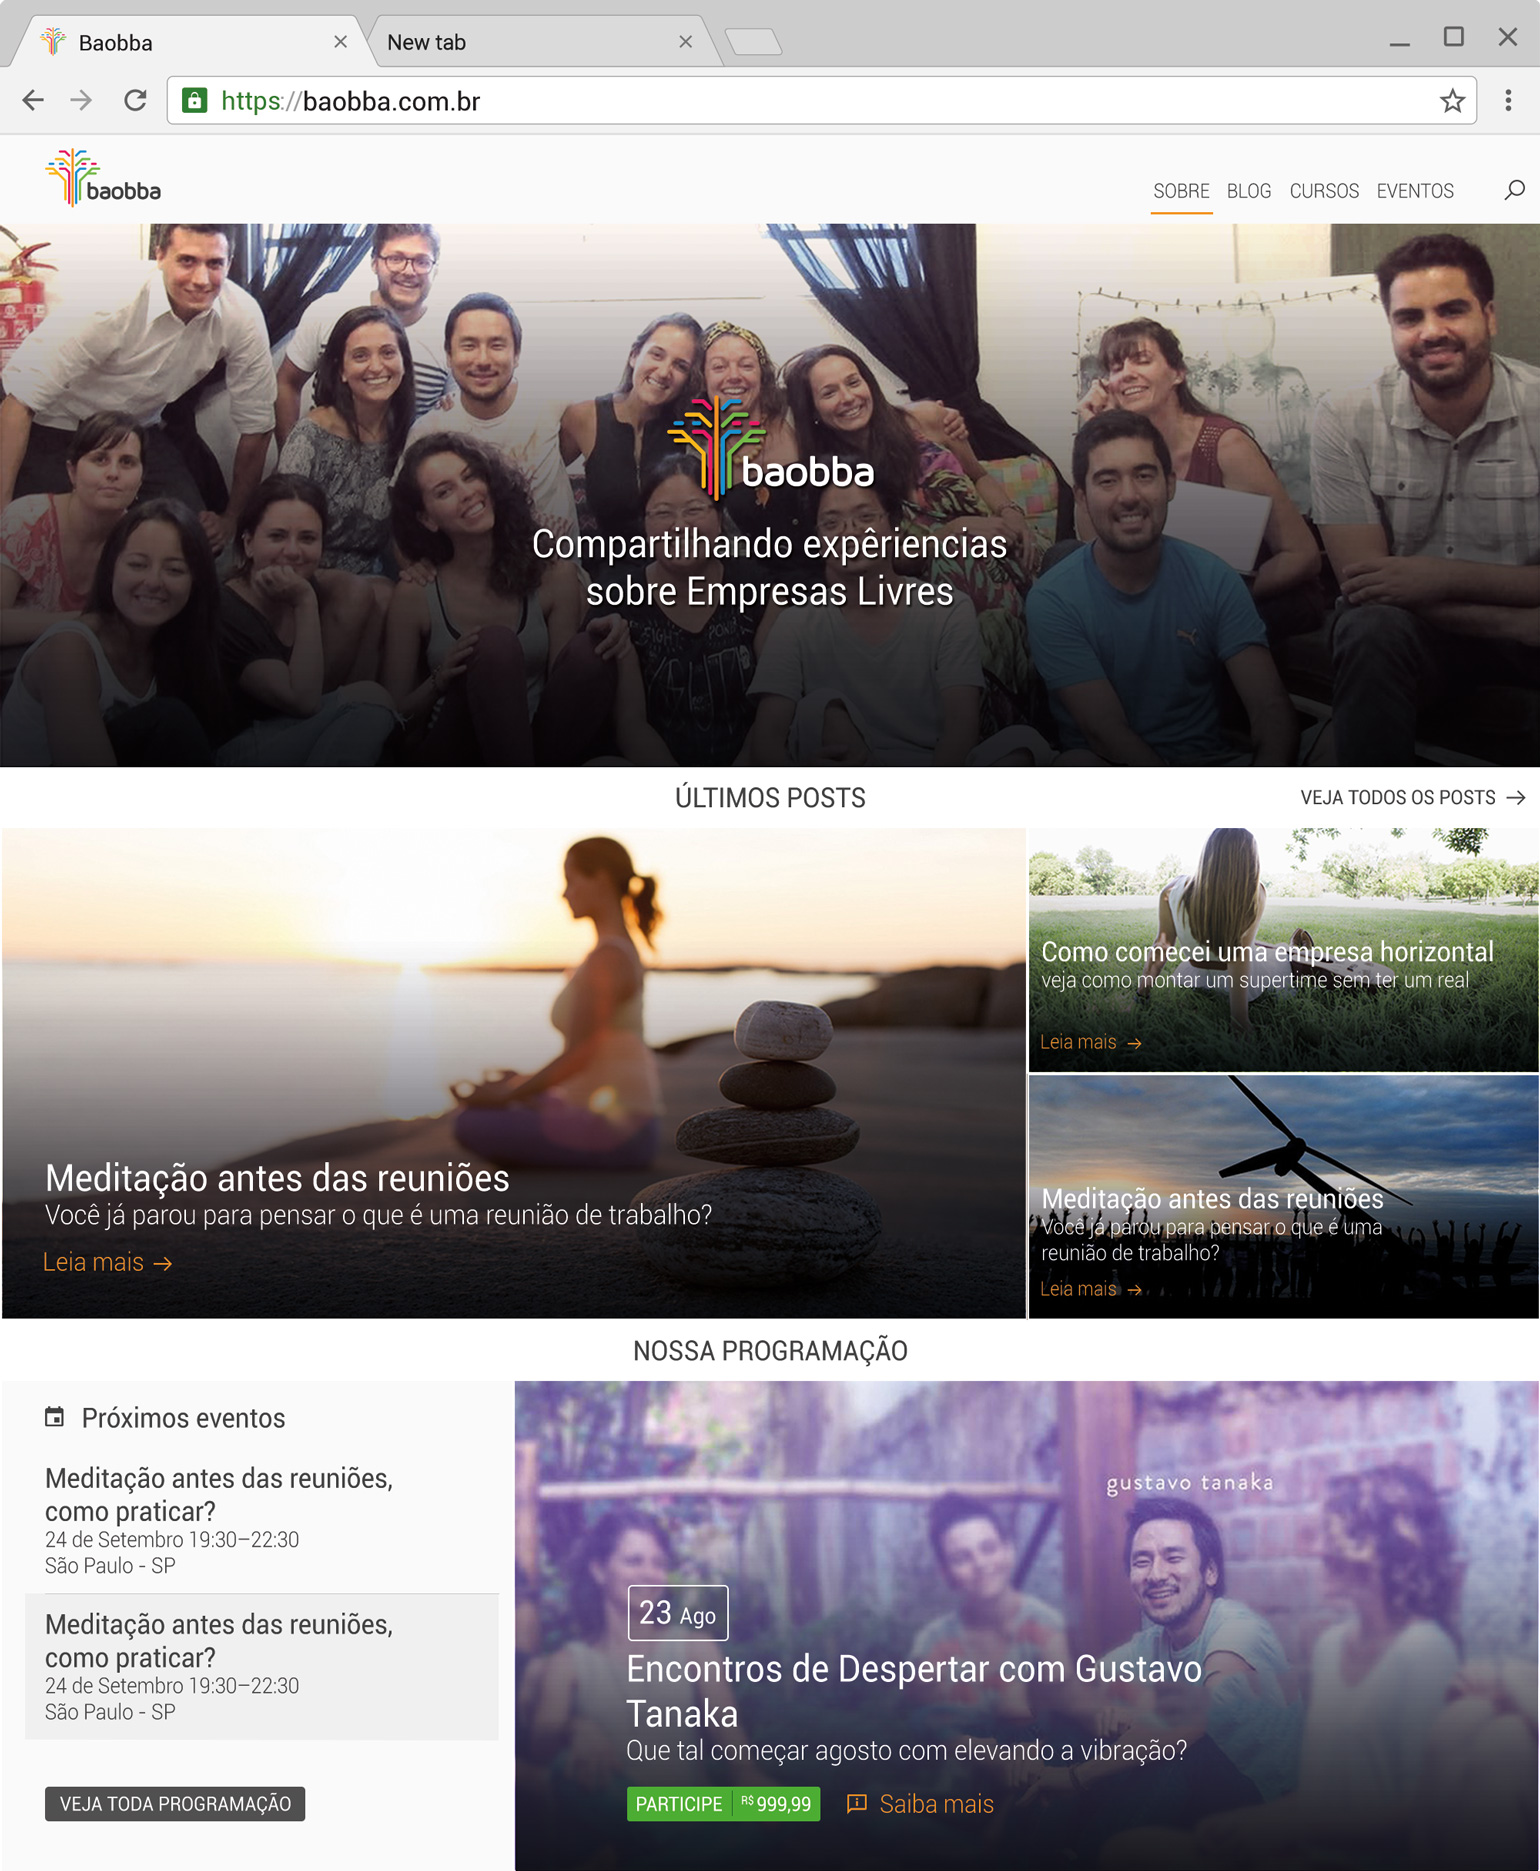 Baobba
New tab
https://baobba.com.br
baobba
SOBRE BLOG CURSOS EVENTOS
baobba
Compartilhando expêriencias
sobre Empresas Livres
ÚLTIMOS POSTS
VEJA TODOS OS POSTS
Meditação antes das reuniões
Você já parou para pensar o que é uma reunião de trabalho?
Leia mais
Como comecei uma empresa horizontal
veja como montar um supertime sem ter um real
Leia mais
Meditação antes das reuniões
Você já parou para pensar o que é uma
reunião de trabalho?
Leia mais
NOSSA PROGRAMAÇÃO
Próximos eventos
Meditação antes das reuniões,
como praticar?
24 de Setembro 19:30–22:30
São Paulo - SP
Meditação antes das reuniões,
como praticar?
24 de Setembro 19:30–22:30
São Paulo - SP
VEJA TODA PROGRAMAÇÃO
gustavo tanaka
23 Ago
Encontros de Despertar com Gustavo
Tanaka
Que tal começar agosto com elevando a vibração?
PARTICIPE R$ 999,99
Saiba mais